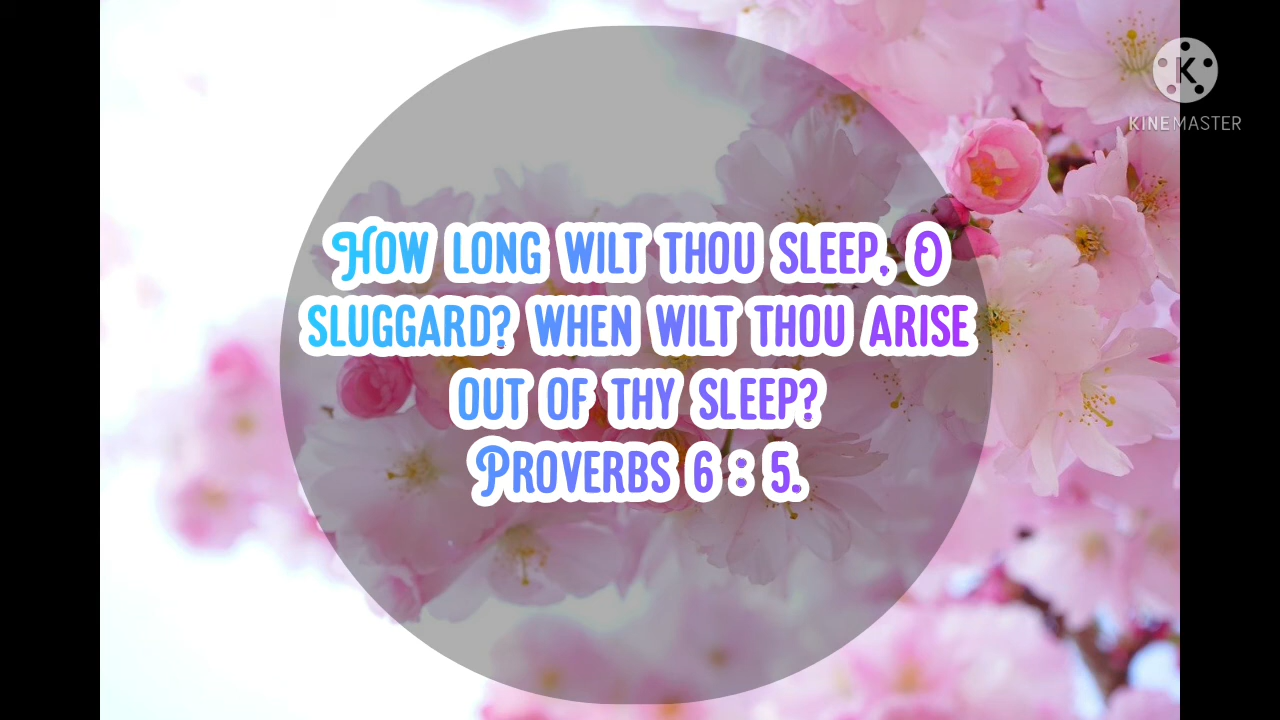 How long wilt thou sleep, O
sluggard? when wilt thou arise
out of thy sleep?
Proverbs 6 : 5.
K
KINEMASTER